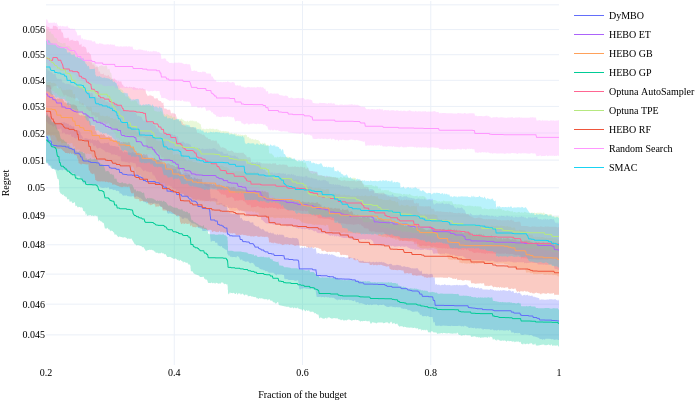 0.056
0.055
0.054
0.053
0.052
0.051
0.05
0.049
0.048
0.047
0.046
0.045
Regret
0.2
0.4
0.6
0.8
1
Fraction of the budget
DyMBO
HEBO ET
HEBO GB
HEBO GP
Optuna AutoSampler
Optuna TPE
HEBO RF
Random Search
SMAC